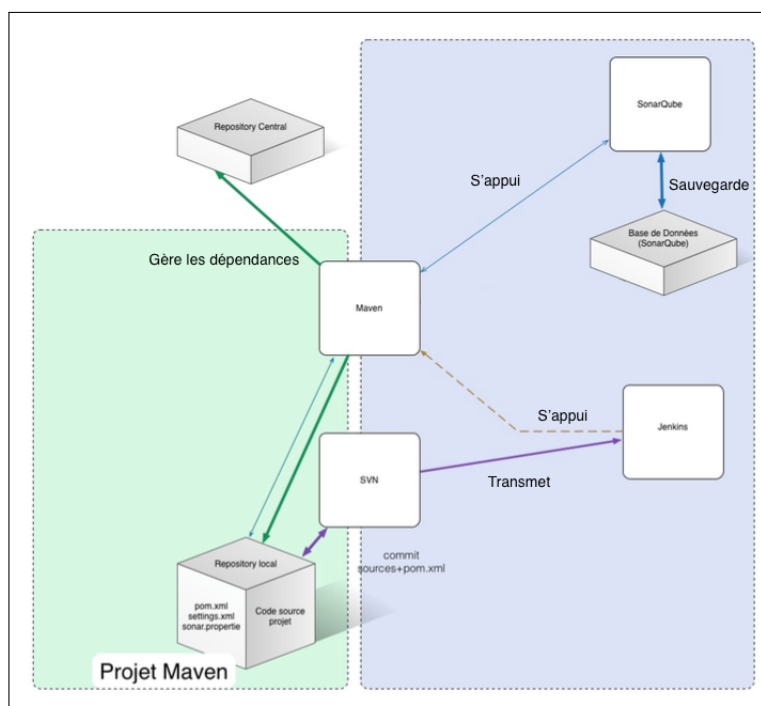 SonarQube
Repository Central
S'appui
Sauvegarde
Base de Données
(SonarQube)
Gère les dépendances
Maven
S'appui
Jenkins
SVN
Transmet
commit
sources+pom.xml
Repository local
pom.xml
settings.xml
sonar.propertie
Code source
projet
Projet Maven